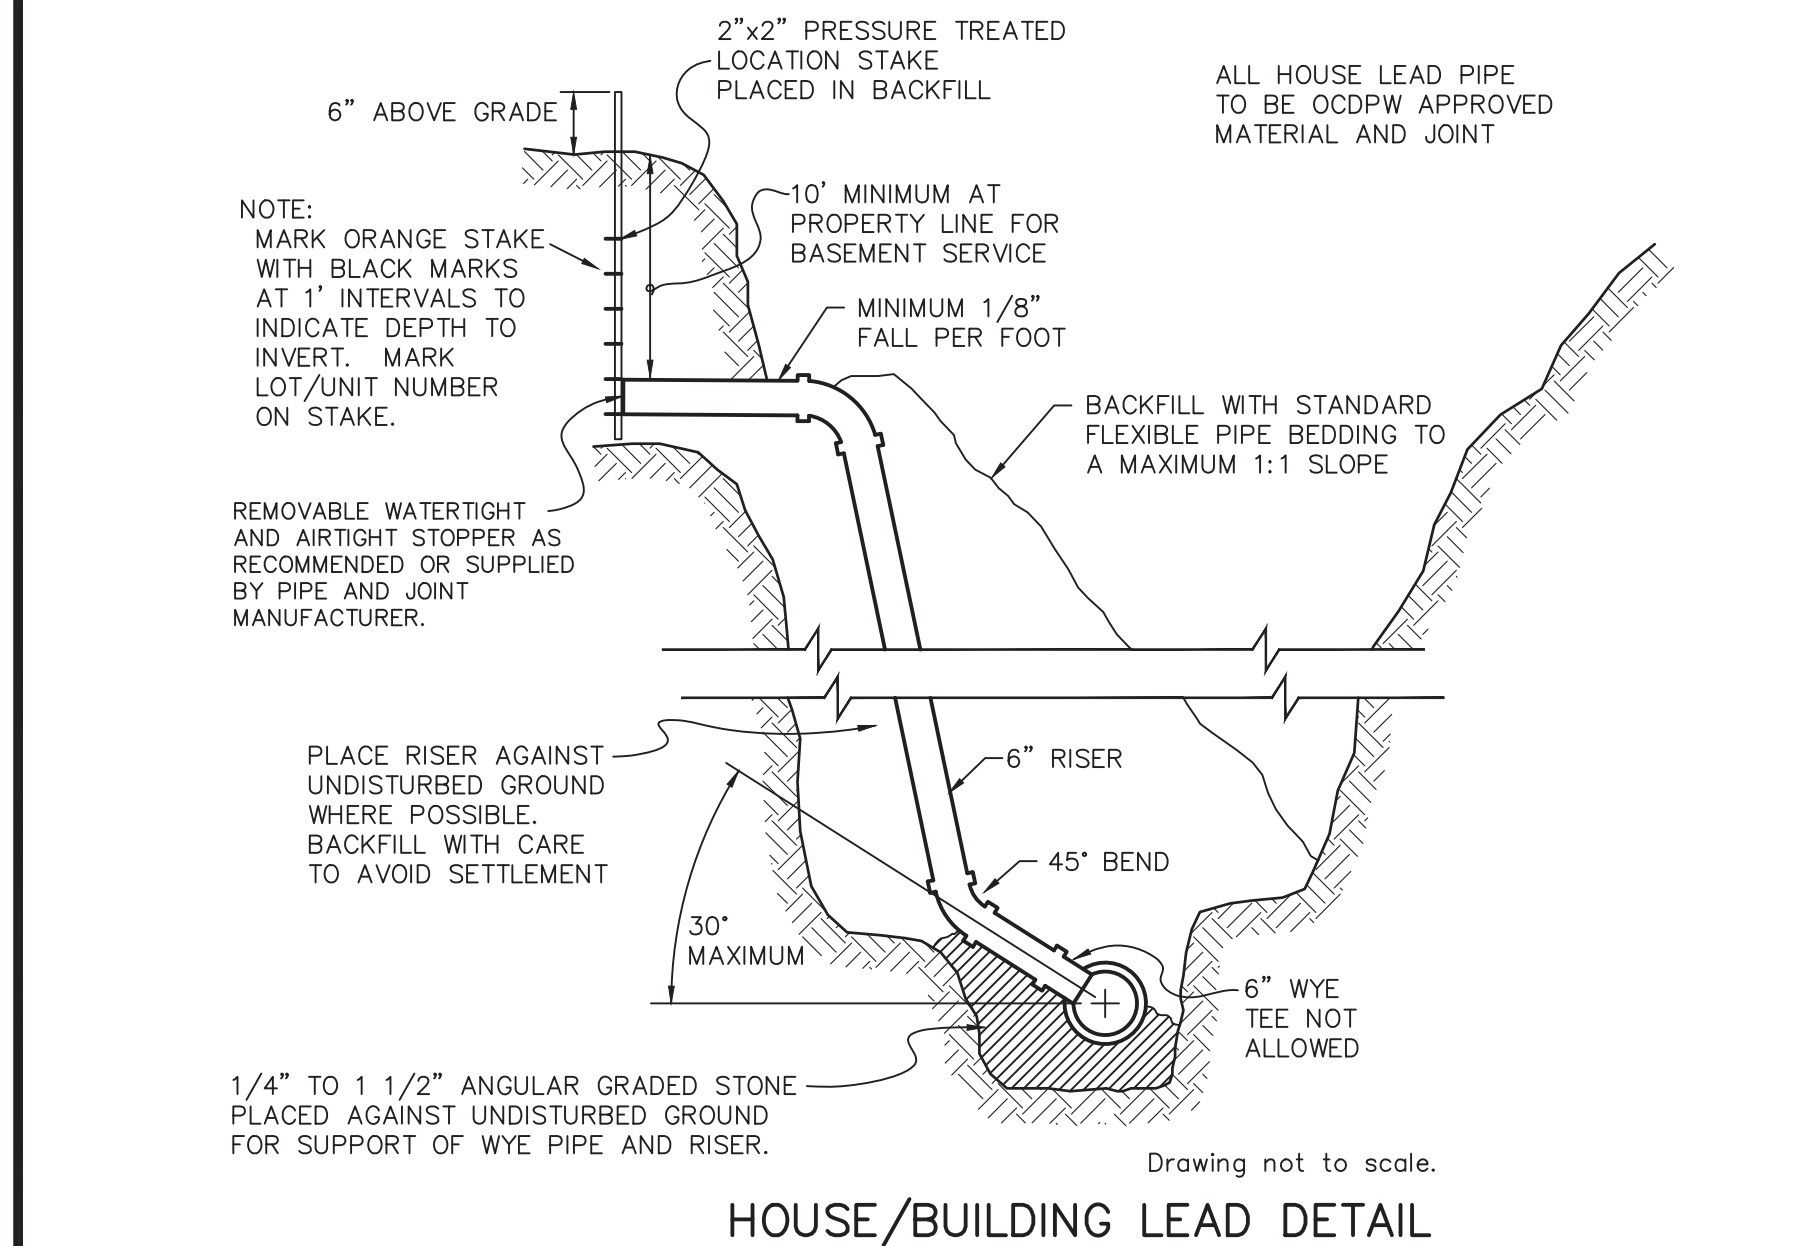 2”x2” PRESSURE TREATED
LOCATION STAKE
PLACED IN BACKFILL
ALL HOUSE LEAD PIPE
TO BE OCDPW APPROVED
MATERIAL AND JOINT
6” ABOVE GRADE
10’ MINIMUM AT
PROPERTY LINE FOR
BASEMENT SERVICE
NOTE:
MARK ORANGE STAKE
WITH BLACK MARKS
AT 1’ INTERVALS TO
INDICATE DEPTH TO
INVERT. MARK
LOT/UNIT NUMBER
ON STAKE.
MINIMUM 1/8”
FALL PER FOOT
BACKFILL WITH STANDARD
FLEXIBLE PIPE BEDDING TO
A MAXIMUM 1:1 SLOPE
REMOVABLE WATERTIGHT
AND AIRTIGHT STOPPER AS
RECOMMENDED OR SUPPLIED
BY PIPE AND JOINT
MANUFACTURER.
PLACE RISER AGAINST
UNDISTURBED GROUND
WHERE POSSIBLE.
BACKFILL WITH CARE
TO AVOID SETTLEMENT
6” RISER
45° BEND
30°
MAXIMUM
6” WYE
TEE NOT
ALLOWED
1/4” TO 1 1/2” ANGULAR GRADED STONE
PLACED AGAINST UNDISTURBED GROUND
FOR SUPPORT OF WYE PIPE AND RISER.
Drawing not to scale.
HOUSE/BUILDING LEAD DETAIL